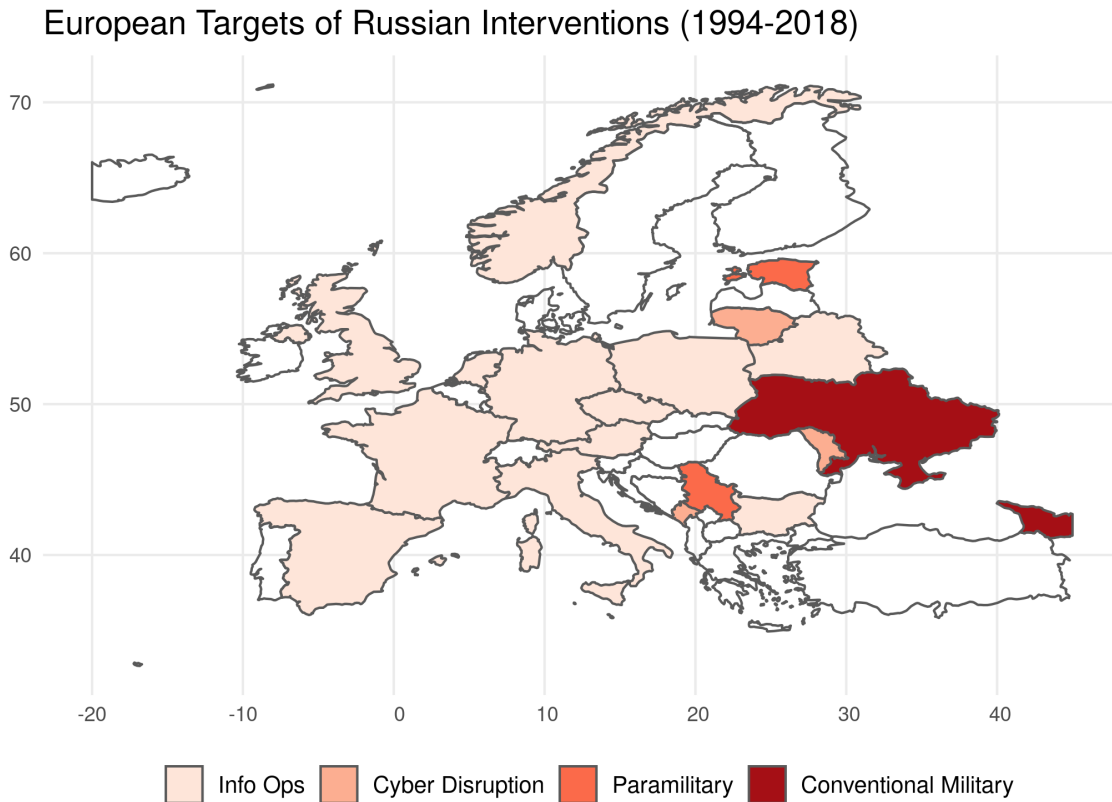 European Targets of Russian Interventions (1994-2018)
70
60
50
40
-20 -10 0 10 20 30 40
Info Ops Cyber Disruption Paramilitary Conventional Military